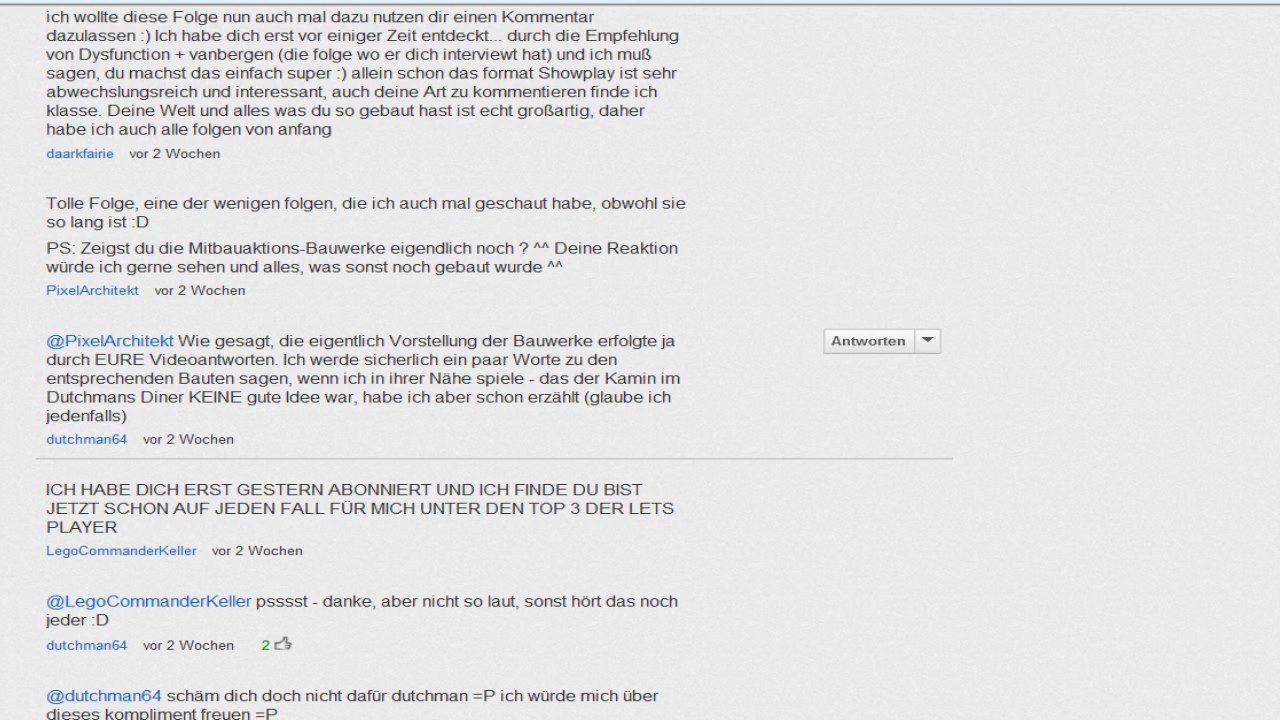 ich wollte diese Folge nun auch mal dazu nutzen dir einen Kommentar
dazulassen :) Ich habe dich erst vor einiger Zeit entdeckt... durch die Empfehlung
von Dysfunction + vanbergen (die folge wo er dich interviewt hat) und ich muß
sagen, du machst das einfach super :) allein schon das format Showplay ist sehr
abwechslungsreich und interessant, auch deine Art zu kommentieren finde ich
klasse. Deine Welt und alles was du so gebaut hast ist echt großartig, daher
habe ich auch alle folgen von anfang
daarkfairie vor 2 Wochen
Tolle Folge, eine der wenigen folgen, die ich auch mal geschaut habe, obwohl sie
so lang ist :D
PS: Zeigst du die Mitbauaktions-Bauwerke eigendlich noch ? ^^ Deine Reaktion
würde ich gerne sehen und alles, was sonst noch gebaut wurde ^^
PixelArchitekt vor 2 Wochen
@PixelArchitekt Wie gesagt, die eigentlich Vorstellung der Bauwerke erfolgte ja
Antworten
durch EURE Videoantworten. Ich werde sicherlich ein paar Worte zu den
entsprechenden Bauten sagen, wenn ich in ihrer Nähe spiele - das der Kamin im
Dutchmans Diner KEINE gute Idee war, habe ich aber schon erzählt (glaube ich
jedenfalls)
dutchman64 vor 2 Wochen
ICH HABE DICH ERST GESTERN ABONNIERT UND ICH FINDE DU BIST
JETZT SCHON AUF JEDEN FALL FÜR MICH UNTER DEN TOP 3 DER LETS
PLAYER
LegoCommanderKeller vor 2 Wochen
@LegoCommanderKeller psssst - danke, aber nicht so laut, sonst hört das noch
jeder :D
dutchman64 vor 2 Wochen 2
@dutchman64 schäm dich doch nicht dafür dutchman =P ich würde mich über
dieses kompliment freuen =P